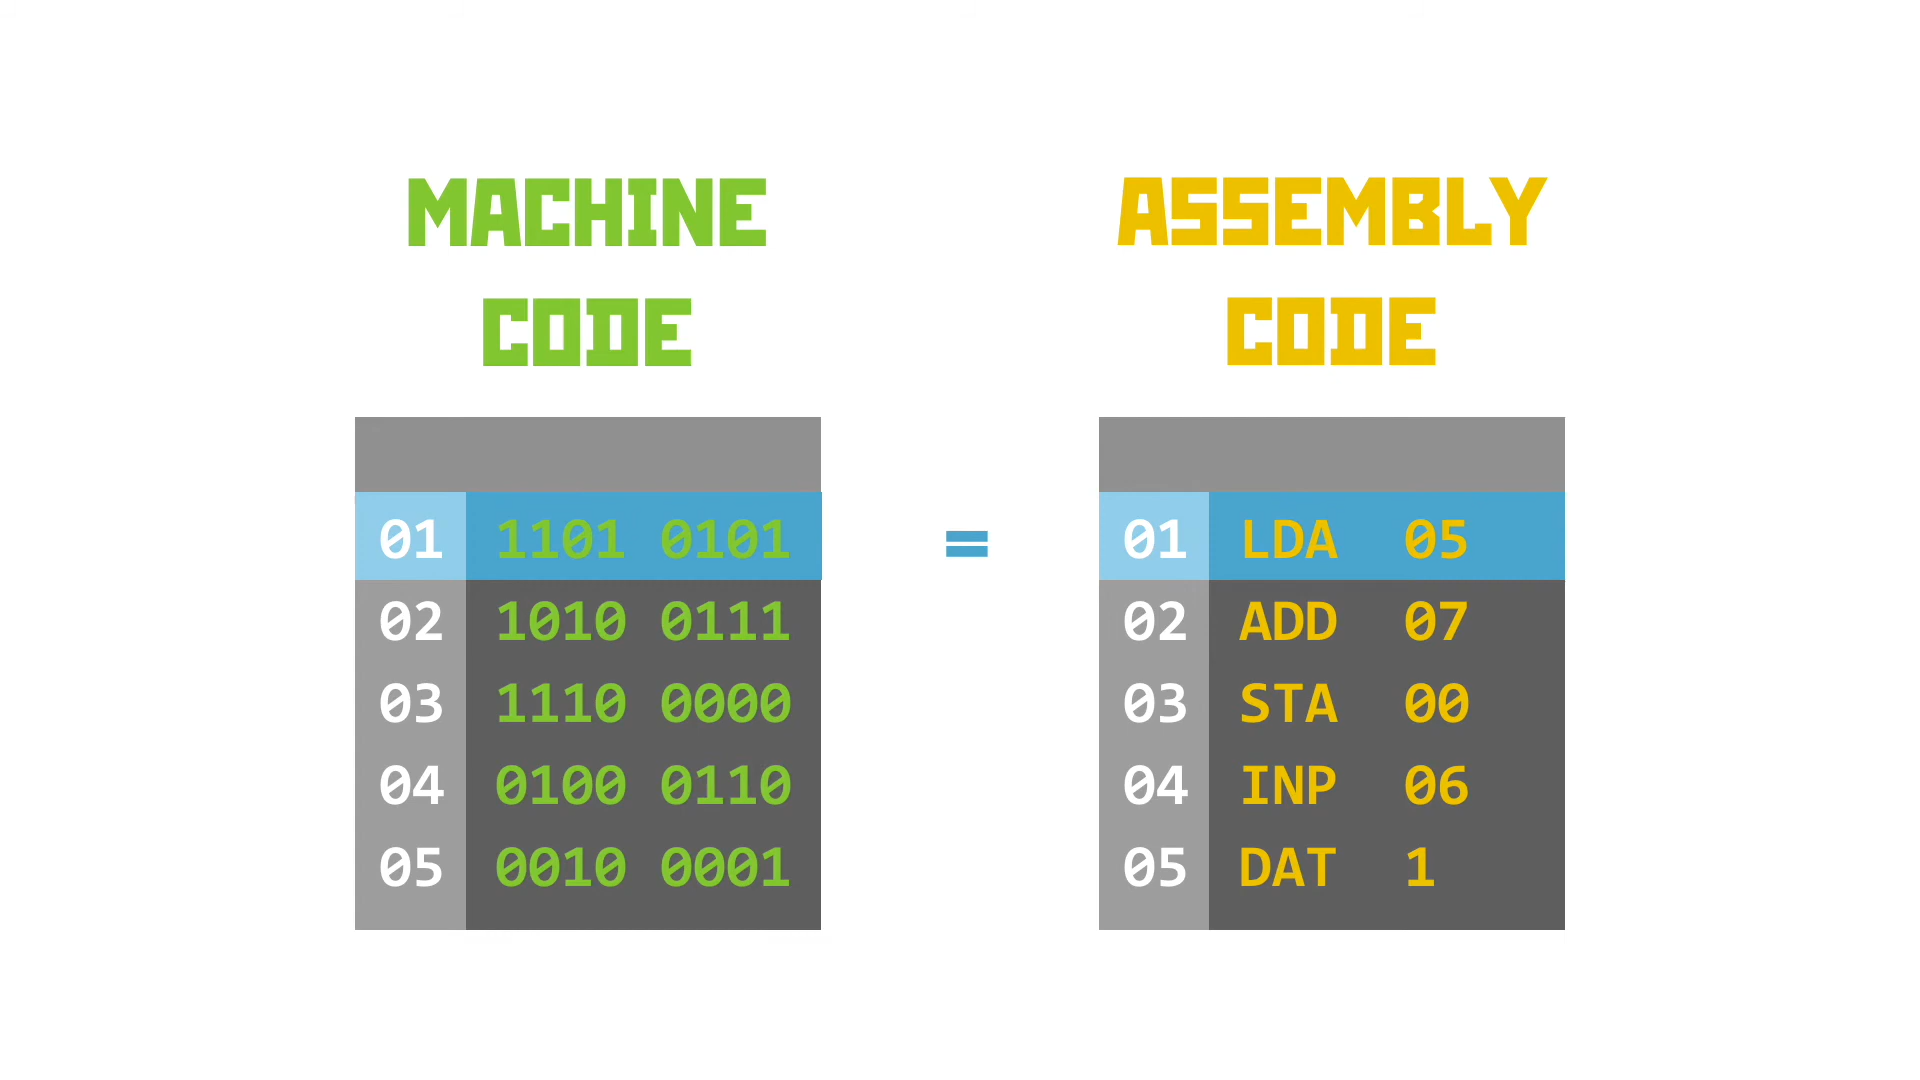 MACHINE
CODE
01 1101 0101
02 1010 0111
03 1110 0000
04 0100 0110
05 0010 0001
=
ASSEMBLY
CODE
01 LDA 05
02 ADD 07
03 STA 00
04 INP 06
05 DAT 1